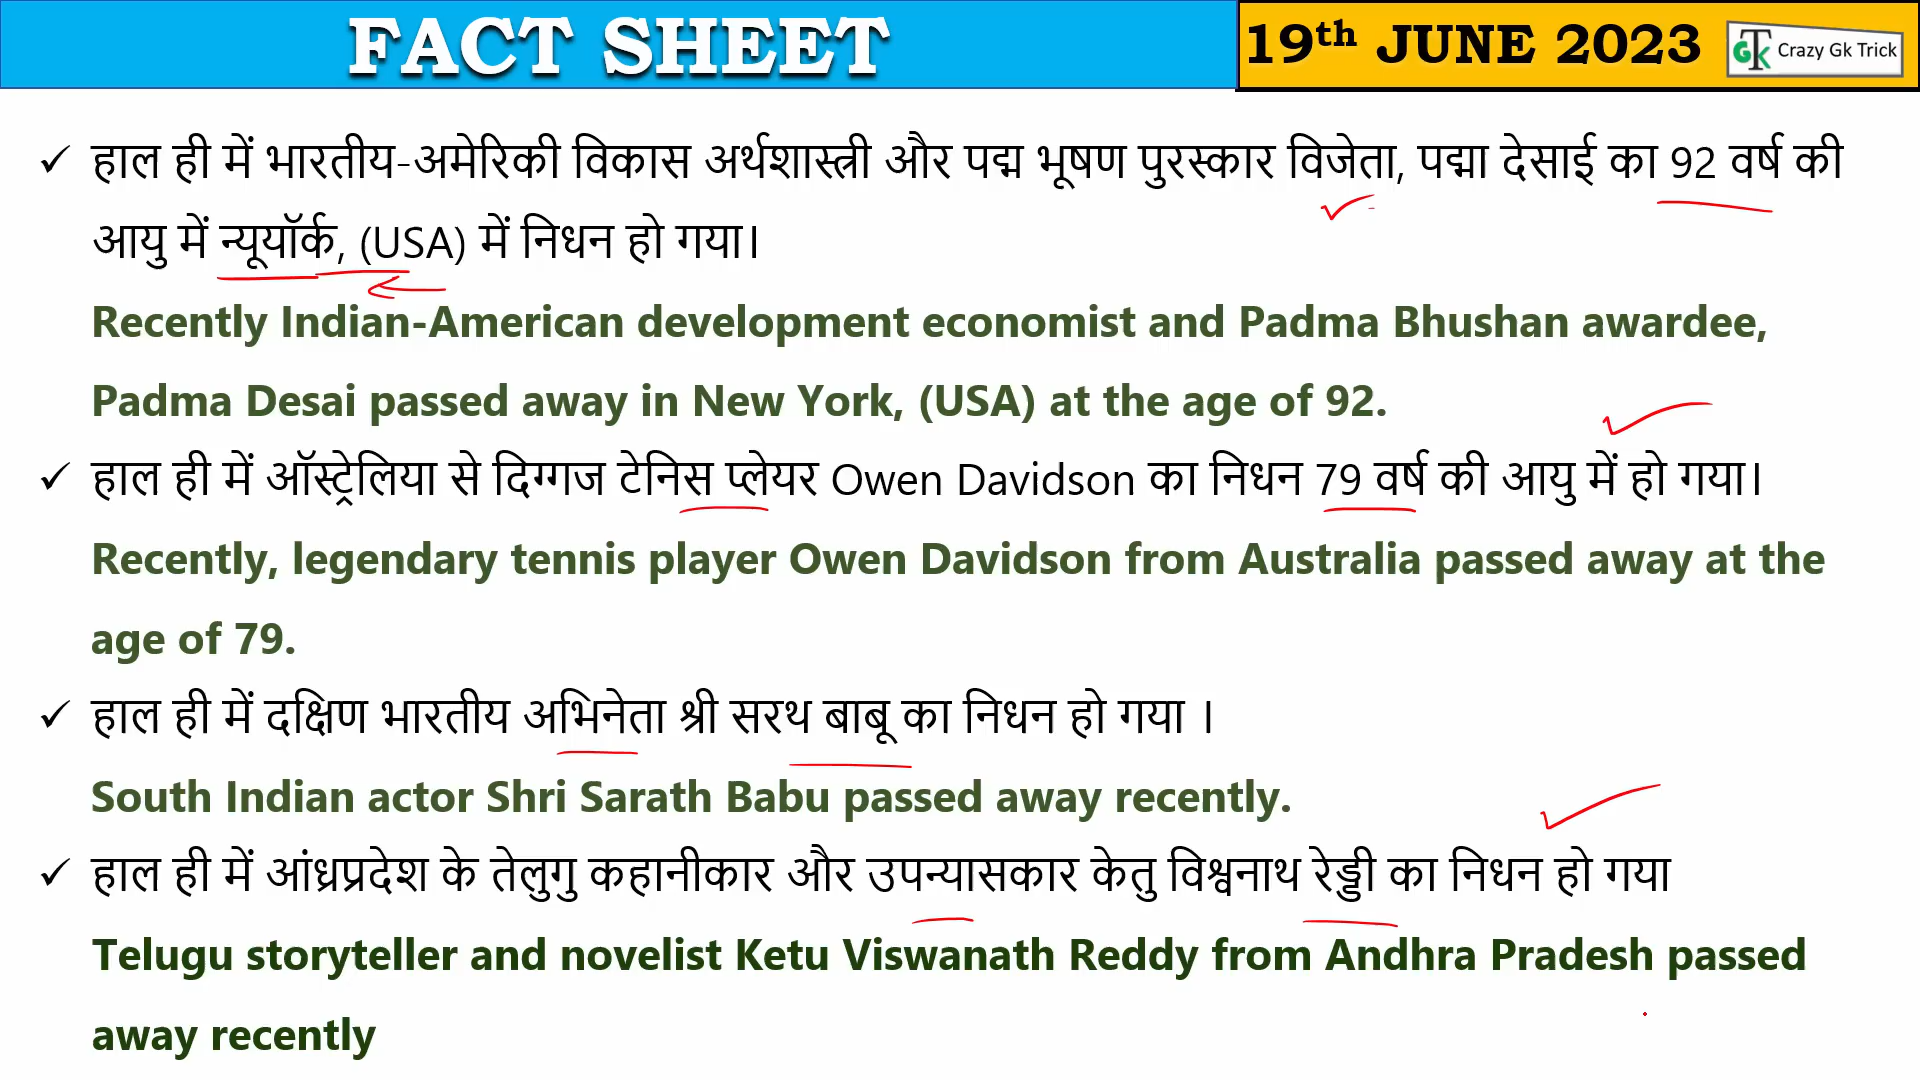 FACT SHEET
19th JUNE 2023
GTK Crazy Gk Trick
✓ हाल ही में भारतीय-अमेरिकी विकास अर्थशास्त्री और पद्म भूषण पुरस्कार विजेता, पद्मा देसाई का 92 वर्ष की
आयु में न्यूयॉर्क, (USA) में निधन हो गया।
Recently Indian-American development economist and Padma Bhushan awardee,
Padma Desai passed away in New York, (USA) at the age of 92.
✓ हाल ही में ऑस्ट्रेलिया से दिग्गज टेनिस प्लेयर Owen Davidson का निधन 79 वर्ष की आयु में हो गया।
Recently, legendary tennis player Owen Davidson from Australia passed away at the
age of 79.
✓ हाल ही में दक्षिण भारतीय अभिनेता श्री सरथ बाबू का निधन हो गया ।
South Indian actor Shri Sarath Babu passed away recently.
✓ हाल ही में आंध्रप्रदेश के तेलुगु कहानीकार और उपन्यासकार केतु विश्वनाथ रेड्डी का निधन हो गया
Telugu storyteller and novelist Ketu Viswanath Reddy from Andhra Pradesh passed
away recently